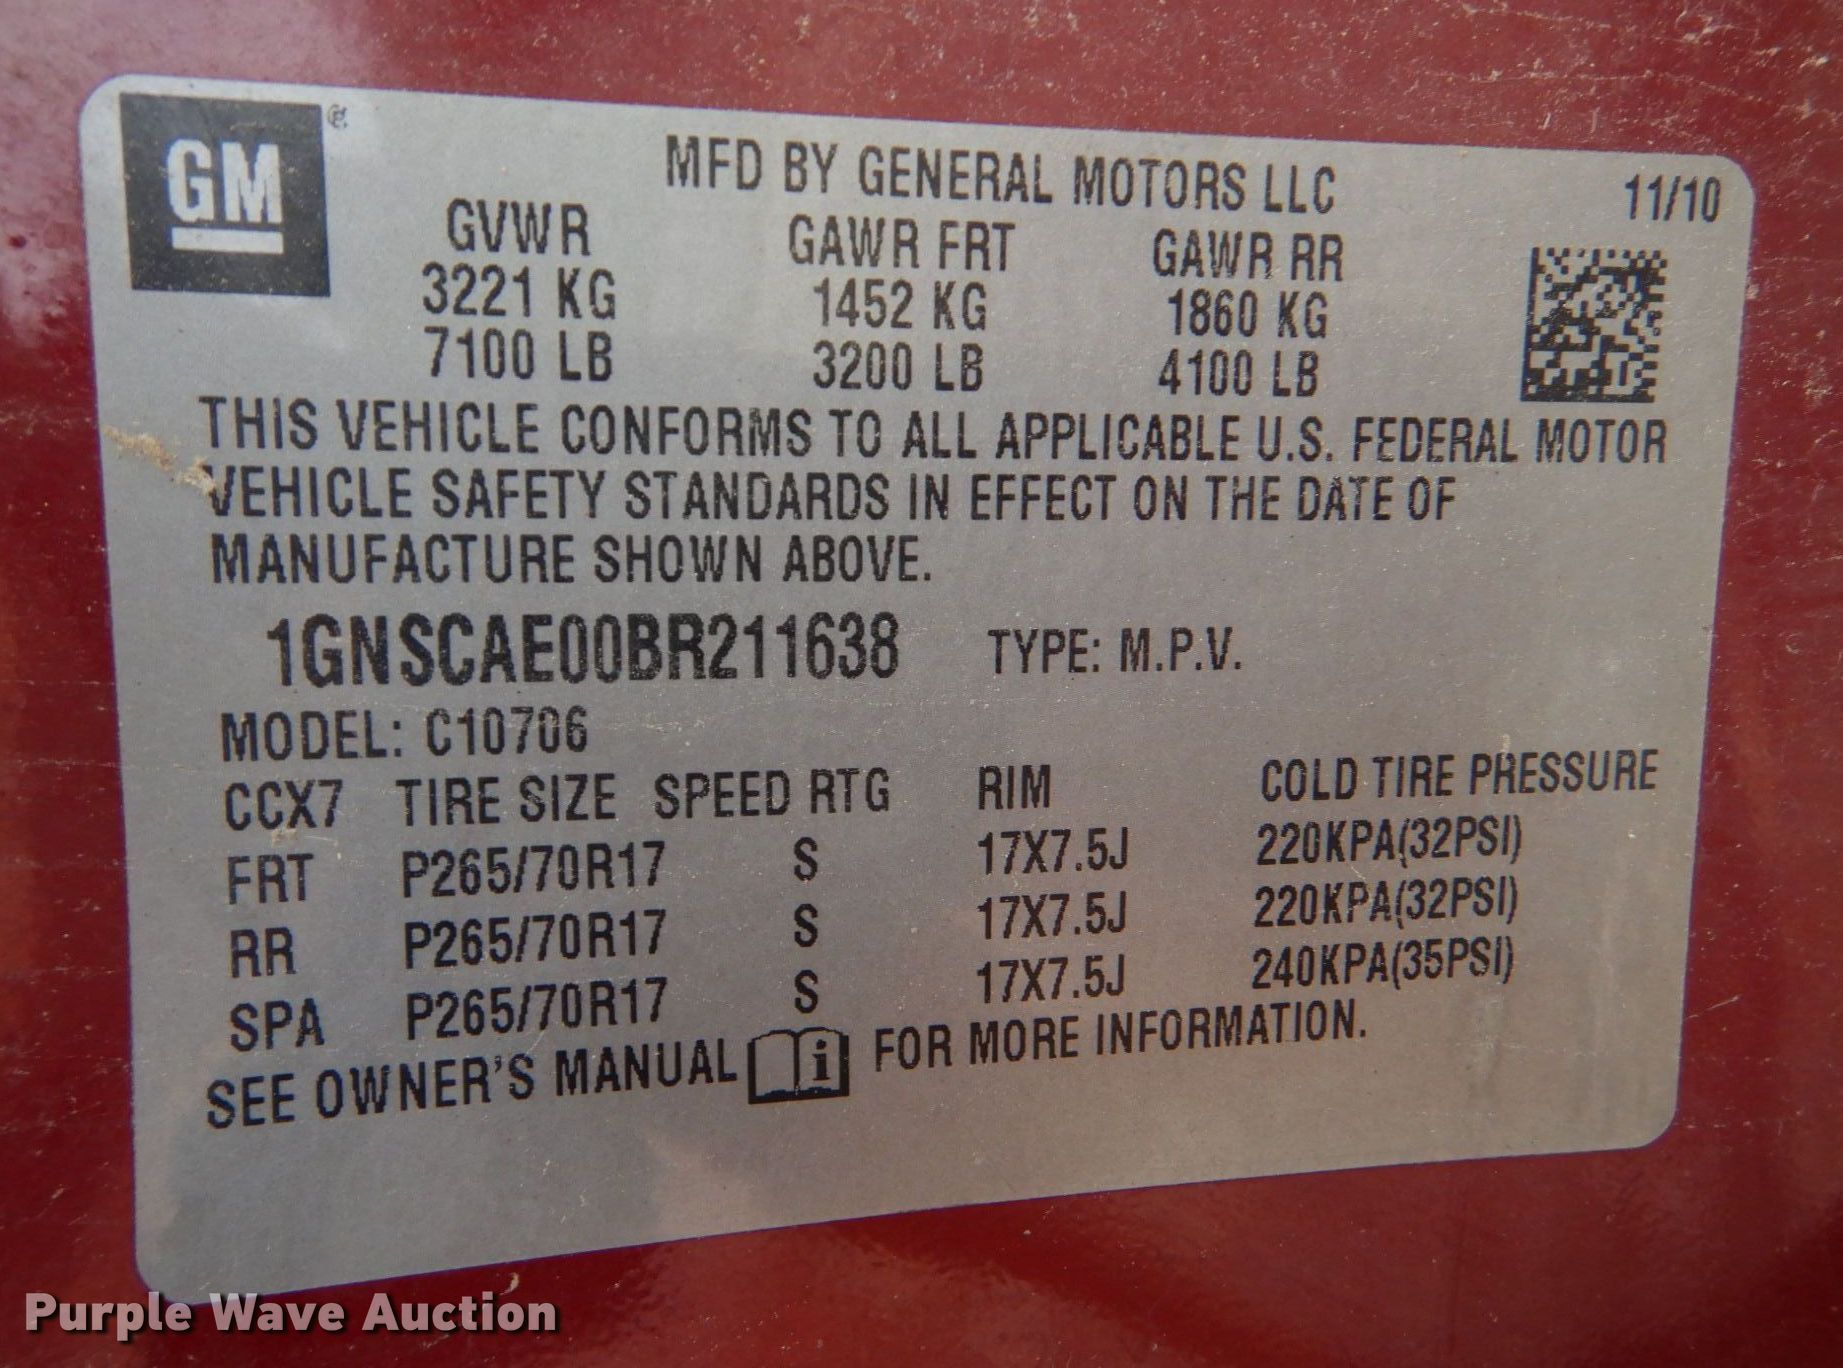 GM
MFD BY GENERAL MOTORS LLC 11/10
GVWR GAWR FRT GAWR RR
3221 KG 1452 KG 1860 KG
7100 LB 3200 LB 4100 LB
THIS VEHICLE CONFORMS TO ALL APPLICABLE U.S. FEDERAL MOTOR
VEHICLE SAFETY STANDARDS IN EFFECT ON THE DATE OF
MANUFACTURE SHOWN ABOVE.
1GNSCAE00BR211638 TYPE: M.P.V.
MODEL: C10706
CCX7 TIRE SIZE SPEED RTG RIM COLD TIRE PRESSURE
FRT P265/70R17 S 17X7.5J 220KPA(32PSI)
RR P265/70R17 S 17X7.5J 220KPA(32PSI)
SPA P265/70R17 S 17X7.5J 240KPA(35PSI)
SEE OWNER'S MANUAL i FOR MORE INFORMATION.
Purple Wave Auction